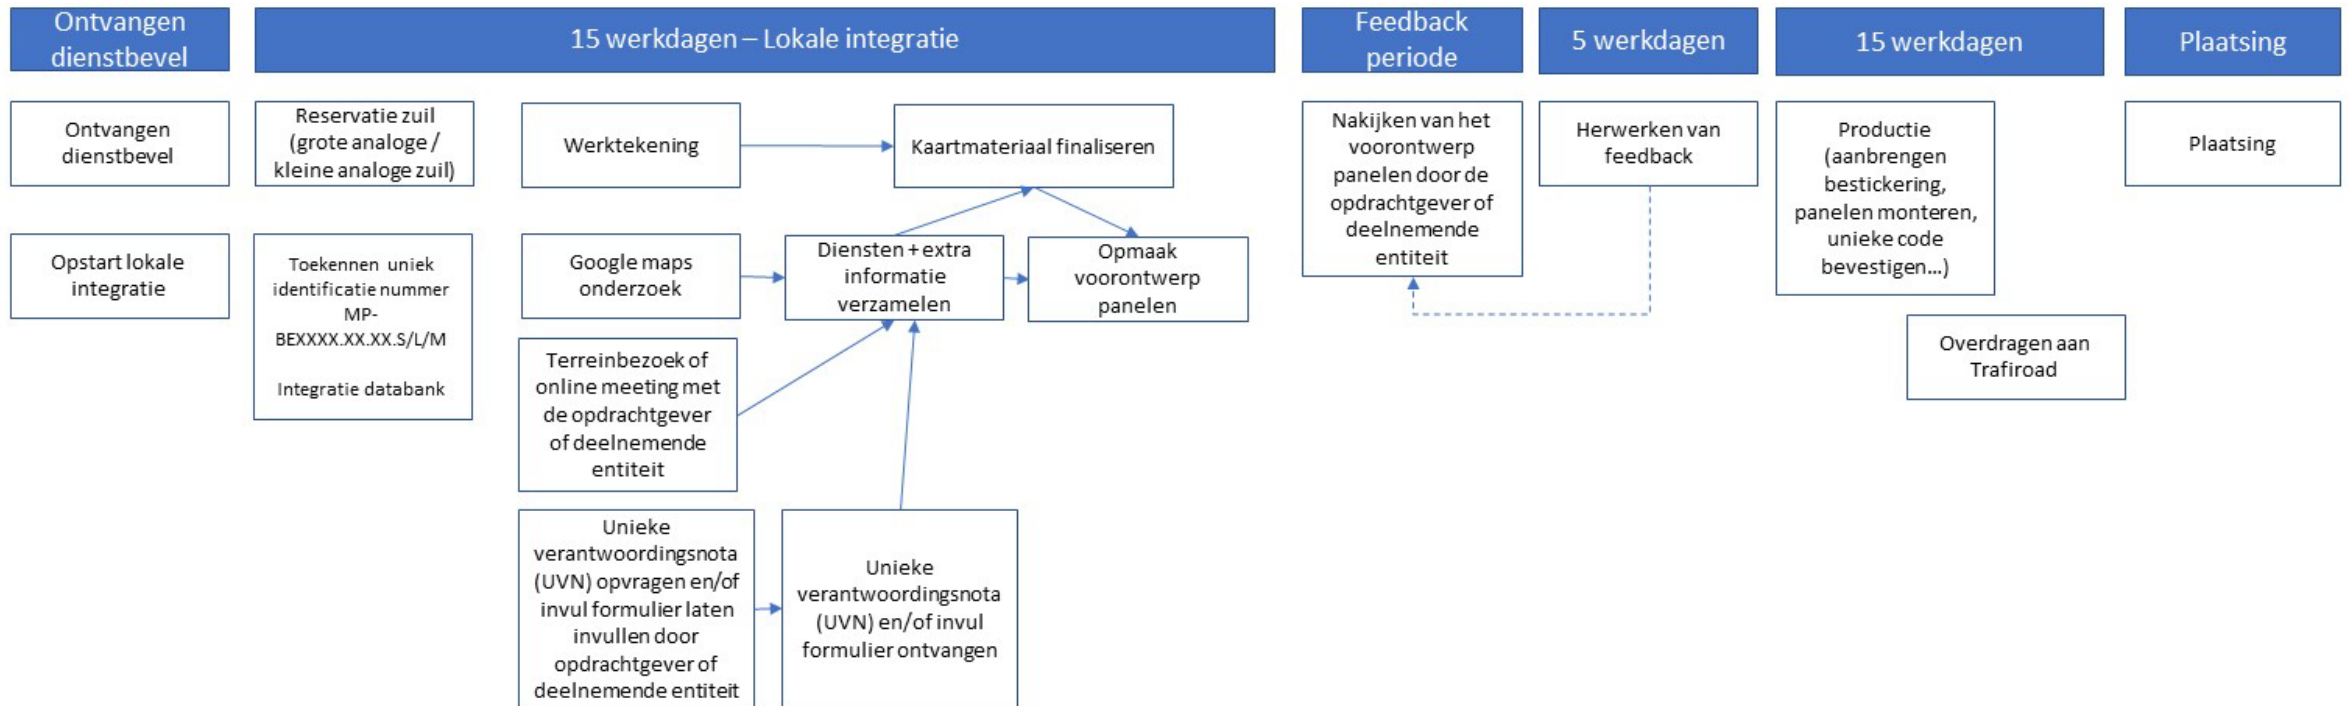 Ontvangen
dienstbevel
15 werkdagen – Lokale integratie
Feedback
periode
5 werkdagen
15 werkdagen
Plaatsing
Ontvangen
dienstbevel
Opstart lokale
integratie
Reservatie zuil
(grote analoge /
kleine analoge zuil)
Toekennen uniek
identificatie nummer
MP-
BEXXXX.XX.XX.S/L/M
Integratie databank
Werktekening
Kaartmateriaal finaliseren
Google maps
onderzoek
Diensten + extra
informatie
verzamelen
Opmaak
voorontwerp
panelen
Terreinbezoek of
online meeting met
de opdrachtgever
of deelnemende
entiteit
Unieke
verantwoordingsnota
(UVN) opvragen en/of
invul formulier laten
invullen door
opdrachtgever of
deelnemende entiteit
Unieke
verantwoordingsnota
(UVN) en/of invul
formulier ontvangen
Nakijken van het
voorontwerp
panelen door de
opdrachtgever of
deelnemende
entiteit
Herwerken van
feedback
Productie
(aanbrengen
bestickering,
panelen monteren,
unieke code
bevestigen...)
Overdragen aan
Trafiroad
Plaatsing